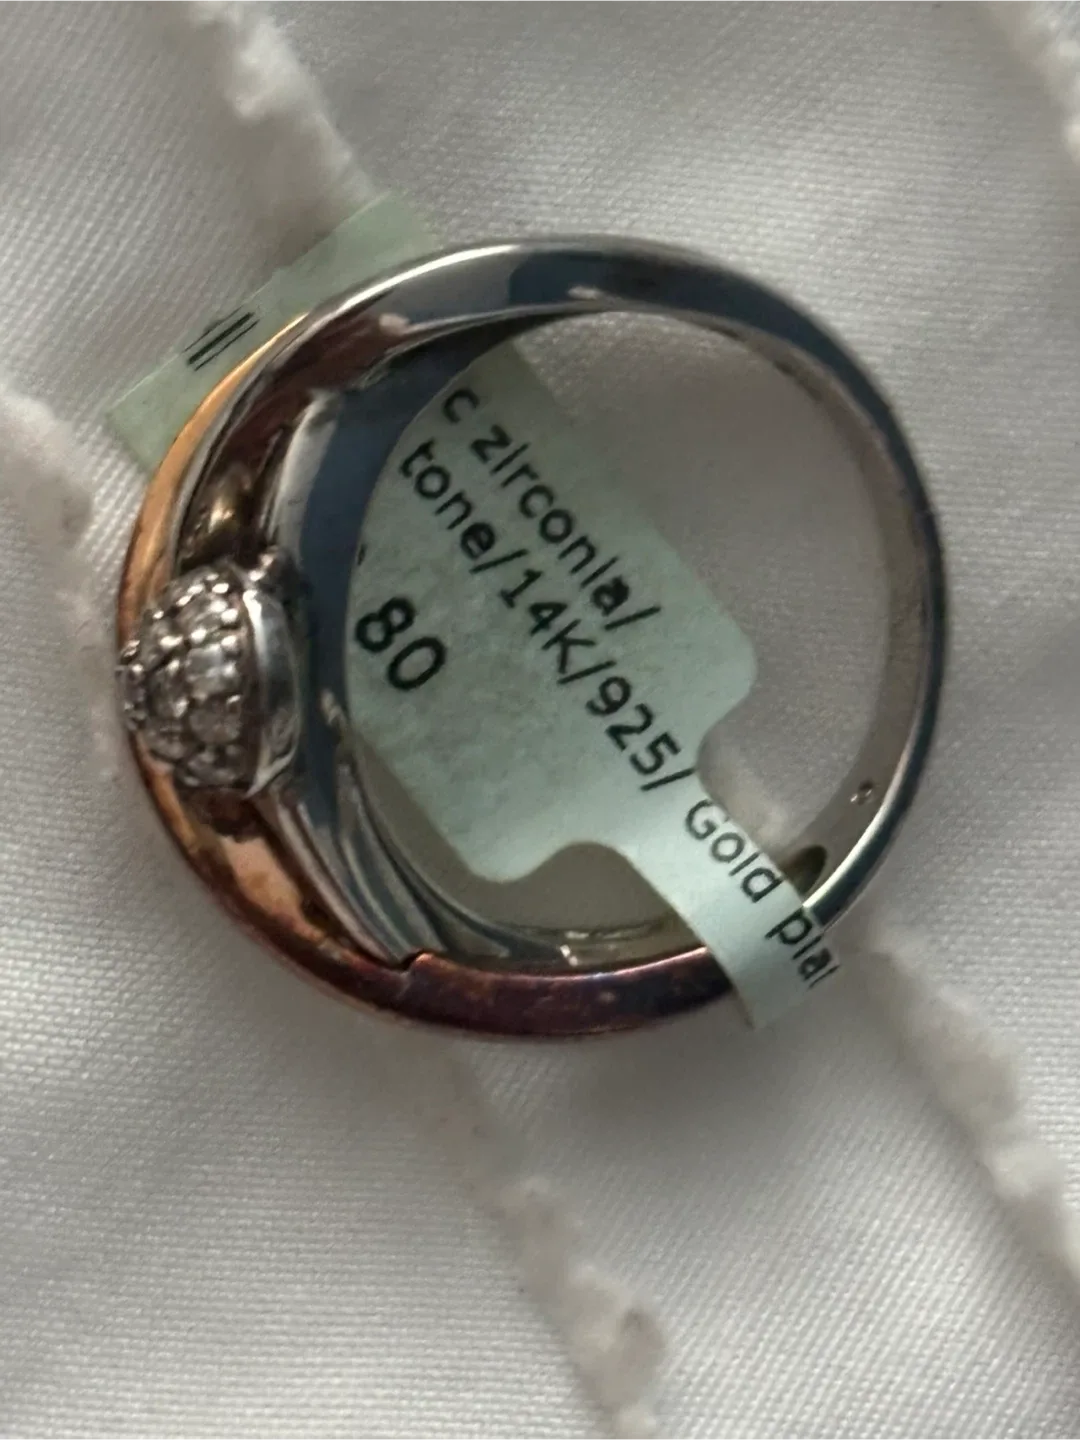 c zirconia/
tone/14K/925/ Gold plat
80